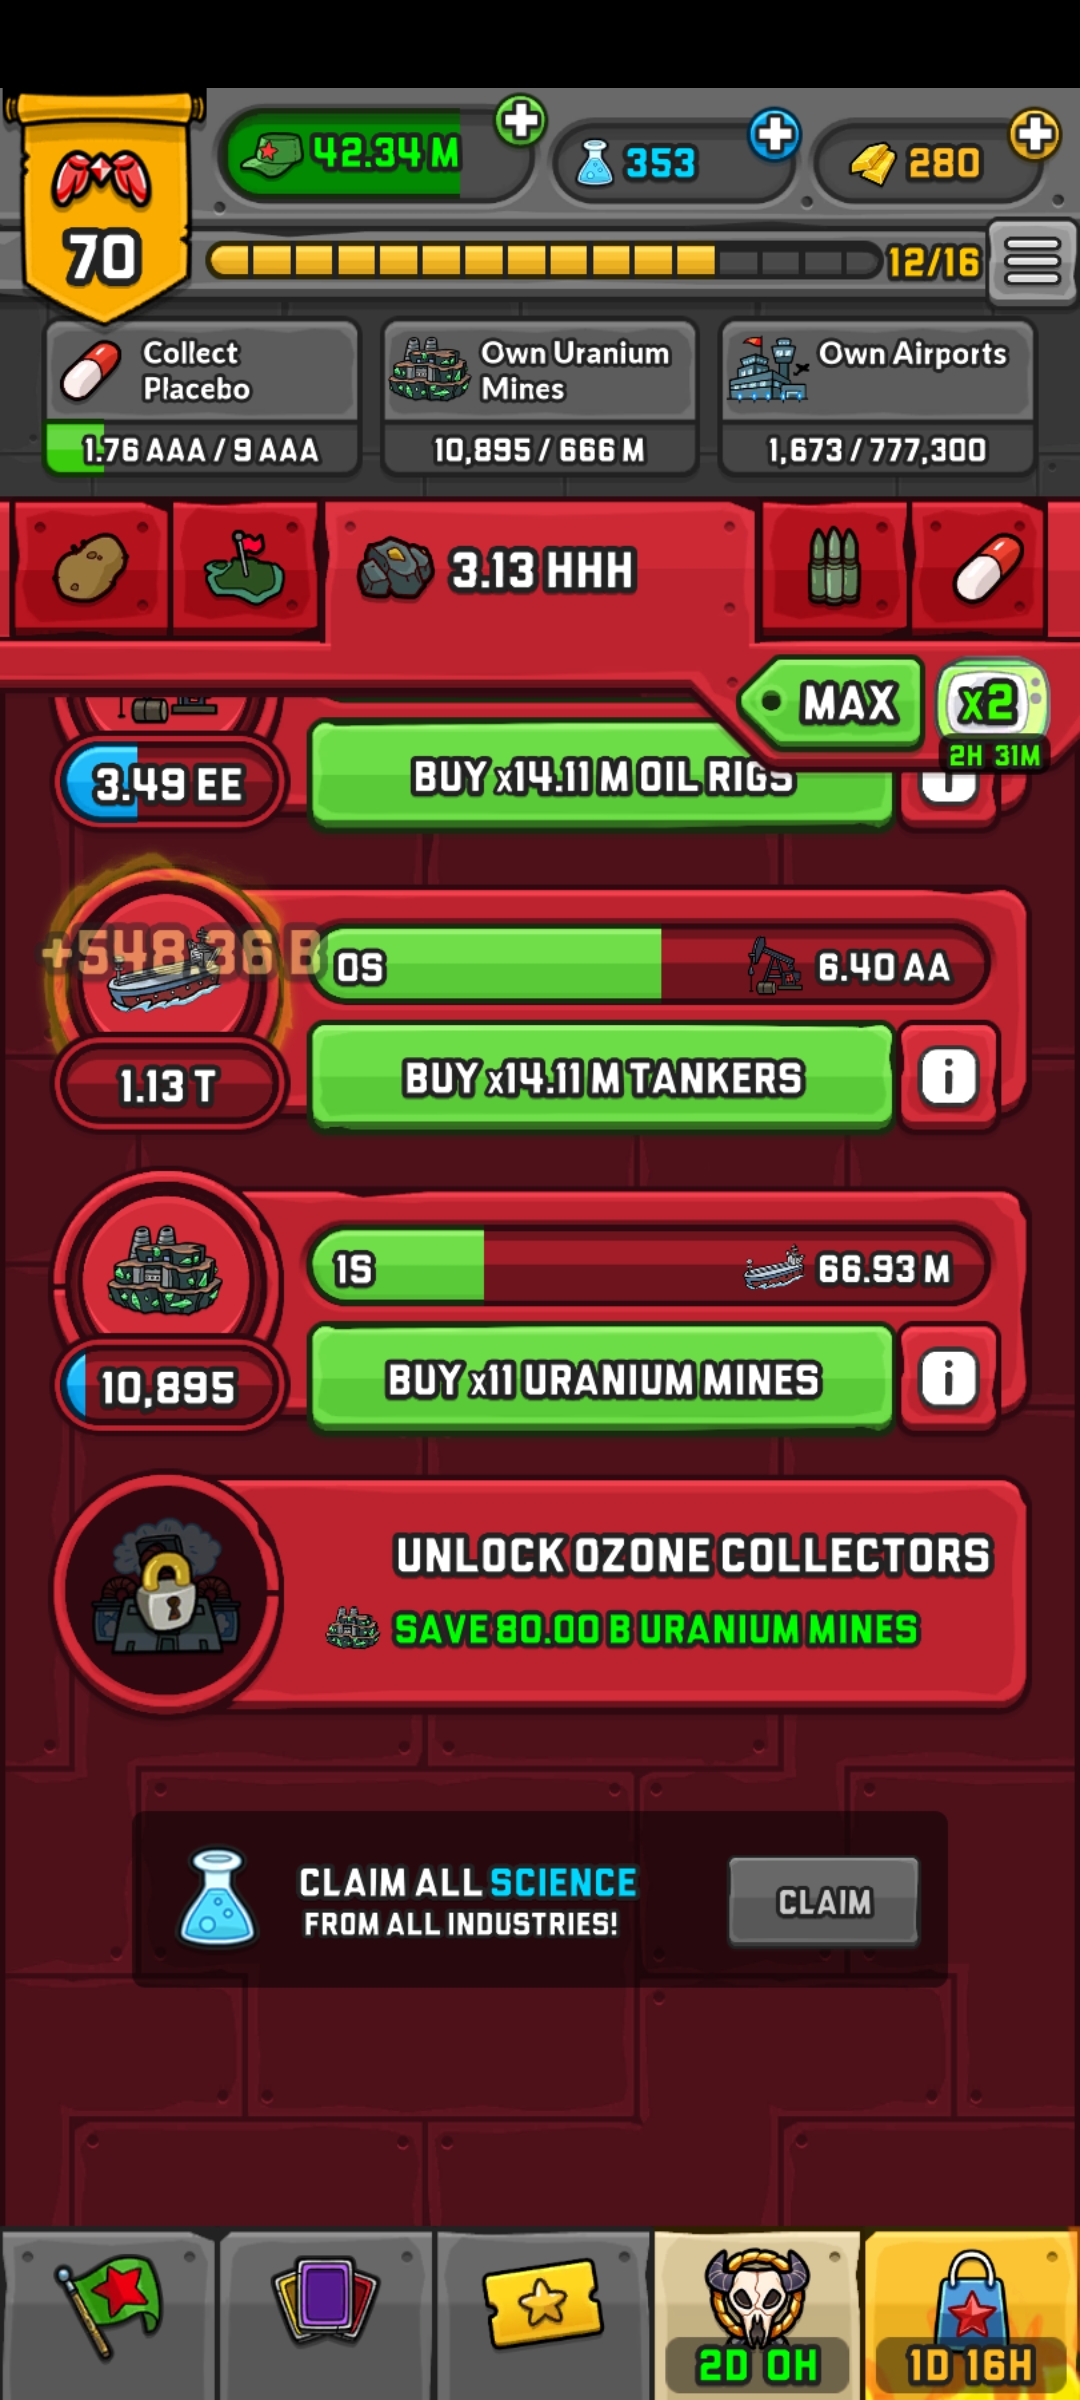 42.34 M
353
280
70
12/16
Collect
Placebo
1.76 AAA / 9 AAA
Own Uranium
Mines
10,895 / 666 M
Own Airports
1,673 / 777,300
3.13 HHH
MAX
x2
2H 31M
3.49 EE
BUY x14.11 M OIL RIGS
+548.36 B
0S
6.40 AA
1.13 T
BUY x14.11 M TANKERS
i
1S
66.93 M
10,895
BUY x11 URANIUM MINES
i
UNLOCK OZONE COLLECTORS
SAVE 80.00 B URANIUM MINES
CLAIM ALL SCIENCE
FROM ALL INDUSTRIES!
CLAIM
2D 0H
1D 16H